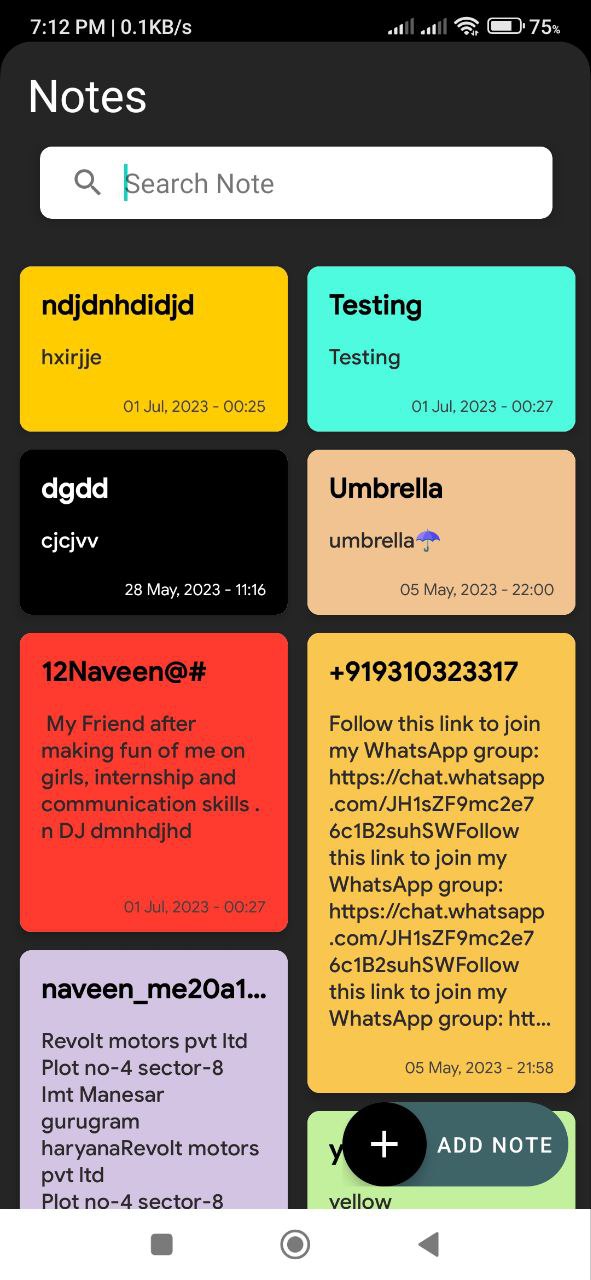 7:12 PM | 0.1KB/s
75%
Notes
Search Note
ndjdnhdidjd
hxirjje
01 Jul, 2023 - 00:25
Testing
Testing
01 Jul, 2023 - 00:27
dgdd
cjcjvv
28 May, 2023 - 11:16
Umbrella
umbrella☂️
05 May, 2023 - 22:00
12Naveen@#
My Friend after
making fun of me on
girls, internship and
communication skills .
n DJ dmnhdjhd
01 Jul, 2023 - 00:27
+919310323317
Follow this link to join
my WhatsApp group:
https://chat.whatsapp
.com/JH1sZF9mc2e7
6c1B2suhSWFollow
this link to join my
WhatsApp group:
https://chat.whatsapp
.com/JH1sZF9mc2e7
6c1B2suhSWFollow
this link to join my
WhatsApp group: htt...
05 May, 2023 - 21:58
naveen_me20a1...
Revolt motors pvt ltd
Plot no-4 sector-8
Imt Manesar
gurugram
haryanaRevolt motors
pvt ltd
Plot no-4 sector-8
yellow
ADD NOTE